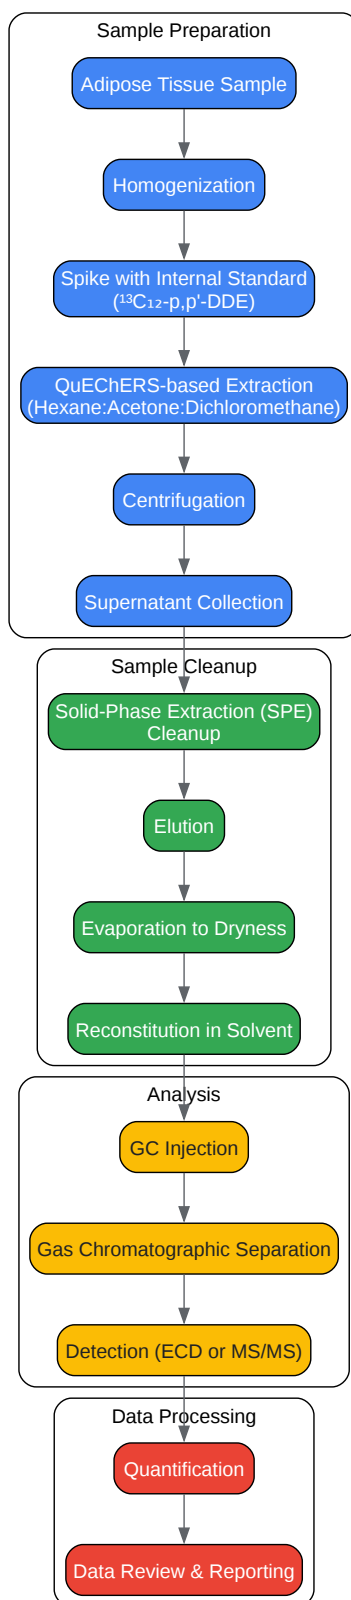 Sample Preparation
Adipose Tissue Sample
Homogenization
Spike with Internal Standard
(¹³C₁₂-p,p'-DDE)
QuEChERS-based Extraction
(Hexane:Acetone:Dichloromethane)
Centrifugation
Supernatant Collection
Sample Cleanup
Solid-Phase Extraction (SPE)
Cleanup
Elution
Evaporation to Dryness
Reconstitution in Solvent
Analysis
GC Injection
Gas Chromatographic Separation
Detection (ECD or MS/MS)
Data Processing
Quantification
Data Review & Reporting